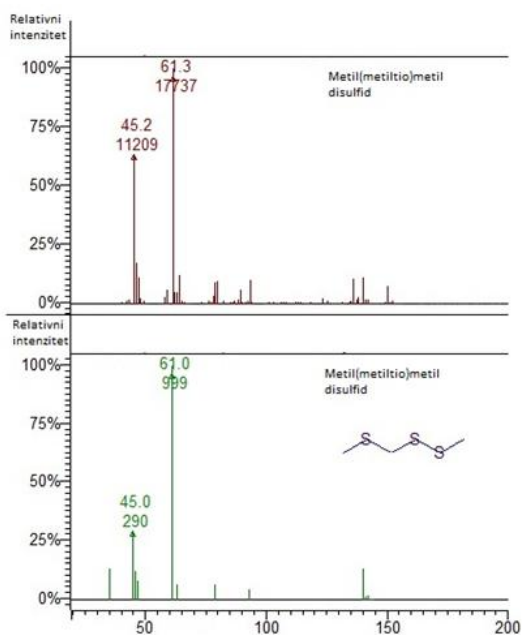 Relativni
intenzitet
100%
75%
50%
25%
0%
61.3
17737
45.2
11209
Metil(metiltio)metil
disulfid
Relativni
intenzitet
100%
75%
50%
25%
0%
61.0
999
45.0
290
Metil(metiltio)metil
disulfid
S
S
S
50
100
150
200